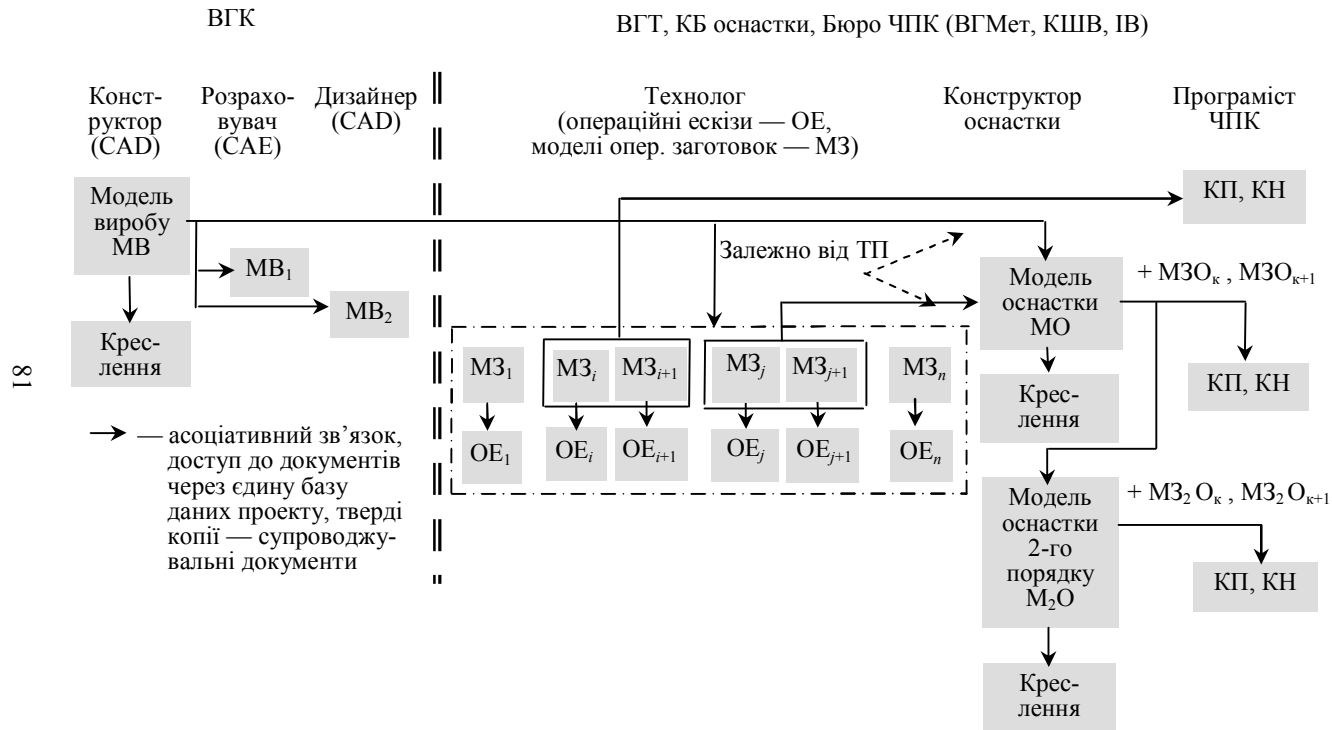 ВГК
ВГТ, КБ оснастки, Бюро ЧПК (ВГМет, КШВ, ІВ)
Конст-
руктор
(CAD)
Розрахо-
вувач
(CAE)
Дизайнер
(CAD)
Технолог
(операційні ескізи — ОЕ,
моделі опер. заготовок — МЗ)
Конструктор
оснастки
Програміст
ЧПК
Модель
виробу
МВ
КП, КН
Залежно від ТП
МВ₁
МВ₂
Модель
оснастки
МО
+ МЗОк , МЗОк+1
Крес-
лення
МЗ₁
МЗi
МЗi+1
МЗj
МЗj+1
МЗn
КП, КН
Крес-
лення
ОЕ₁
ОЕi
ОЕi+1
ОЕj
ОЕj+1
ОЕn
— асоціативний зв’язок,
доступ до документів
через єдину базу
даних проекту, тверді
копії — супроводжу-
вальні документи
Модель
оснастки
2-го
порядку
М₂О
+ МЗ₂Ок , МЗ₂Ок+1
КП, КН
Крес-
лення
81